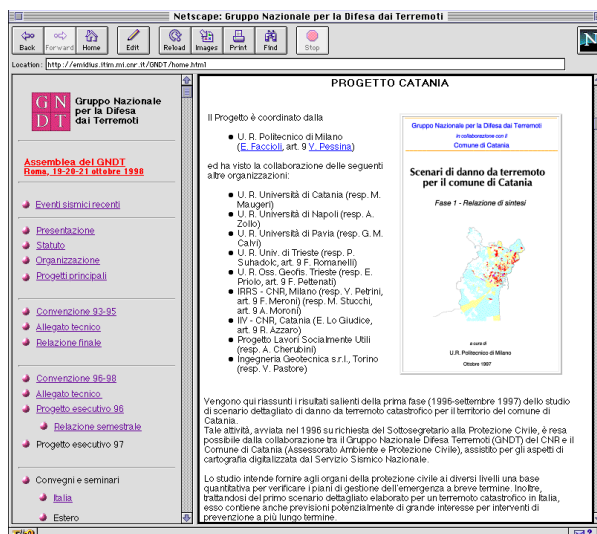 Netscape: Gruppo Nazionale per la Difesa dai Terremoti
Back Forward Home Edit Reload Images Print Find Stop
N
Location: http://emidius.itim.mi.cnr.it/GNDT/home.html
G N
D T
Gruppo Nazionale
per la Difesa
dai Terremoti
Assemblea del GNDT
Roma, 19-20-21 ottobre 1998
Eventi sismici recenti
Presentazione
Statuto
Organizzazione
Progetti principali
Convenzione 93-95
Allegato tecnico
Relazione finale
Convenzione 96-98
Allegato tecnico
Progetto esecutivo 96
Relazione semestrale
Progetto esecutivo 97
Convegni e seminari
Italia
Estero
PROGETTO CATANIA
Il Progetto è coordinato dalla
U. R. Politecnico di Milano
(E. Faccioli, art. 9 V. Pessina)
ed ha visto la collaborazione delle seguenti
altre organizzazioni:
U. R. Università di Catania (resp. M.
Maugeri)
U. R. Università di Napoli (resp. A.
Zollo)
U. R. Università di Pavia (resp. G. M.
Calvi)
U. R. Univ. di Trieste (resp. P.
Suhadolc, art. 9 F. Romanelli)
U. R. Oss. Geofis. Trieste (resp. E.
Priolo, art. 9 F. Pettenati)
IRRS - CNR, Milano (resp. V. Petrini,
art. 9 F. Meroni) (resp. M. Stucchi,
art. 9 A. Moroni)
IIV - CNR, Catania (E. Lo Giudice,
art. 9 R. Azzaro)
Progetto Lavori Socialmente Utili
(resp. A. Cherubini)
Ingegneria Geotecnica s.r.l., Torino
(resp. V. Pastore)
Gruppo Nazionale per la Difesa dai Terremoti
in collaborazione con il
Comune di Catania
Scenari di danno da terremoto
per il comune di Catania
Fase 1 - Relazione di sintesi
a cura di
U.R. Politecnico di Milano
Ottobre 1997
Vengono qui riassunti i risultati salienti della prima fase (1996-settembre 1997) dello studio
di scenario dettagliato di danno da terremoto catastrofico per il territorio del comune di
Catania.
Tale attività, avviata nel 1996 su richiesta del Sottosegretario alla Protezione Civile, è resa
possibile dalla collaborazione tra il Gruppo Nazionale Difesa Terremoti (GNDT) del CNR e il
Comune di Catania (Assessorato Ambiente e Protezione Civile), assistito per gli aspetti di
cartografia digitalizzata dal Servizio Sismico Nazionale.
Lo studio intende fornire agli organi della protezione civile ai diversi livelli una base
quantitativa per verificare i piani di gestione dell'emergenza a breve termine. Inoltre,
trattandosi del primo scenario dettagliato elaborato per un terremoto catastrofico in Italia,
esso contiene anche previsioni potenzialmente di grande interesse per interventi di
prevenzione a più lungo termine.